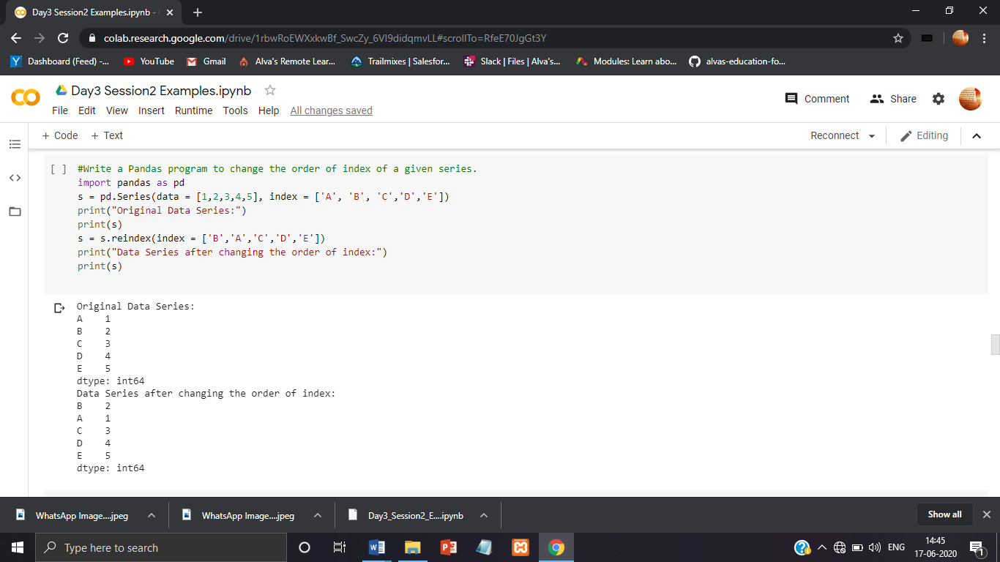 Day3 Session2 Examples.ipynb -
colab.research.google.com/drive/1rbwRoEWXxkwBf_SwcZy_6VI9didqmvLL#scrollTo=RfeE70JgGt3Y
Dashboard (Feed) -... YouTube Gmail Alva's Remote Lear... Trailmixes | Salesfor... Slack | Files | Alva's... Modules: Learn abo... alvas-education-fo...
Day3 Session2 Examples.ipynb
Comment Share
File Edit View Insert Runtime Tools Help All changes saved
+ Code + Text Reconnect Editing
[ ] #Write a Pandas program to change the order of index of a given series.
import pandas as pd
s = pd.Series(data = [1,2,3,4,5], index = ['A', 'B', 'C','D','E'])
print("Original Data Series:")
print(s)
s = s.reindex(index = ['B','A','C','D','E'])
print("Data Series after changing the order of index:")
print(s)
Original Data Series:
A 1
B 2
C 3
D 4
E 5
dtype: int64
Data Series after changing the order of index:
B 2
A 1
C 3
D 4
E 5
dtype: int64
WhatsApp Image....jpeg WhatsApp Image....jpeg Day3_Session2_E....ipynb Show all
Type here to search
ENG
14:45
17-06-2020
1